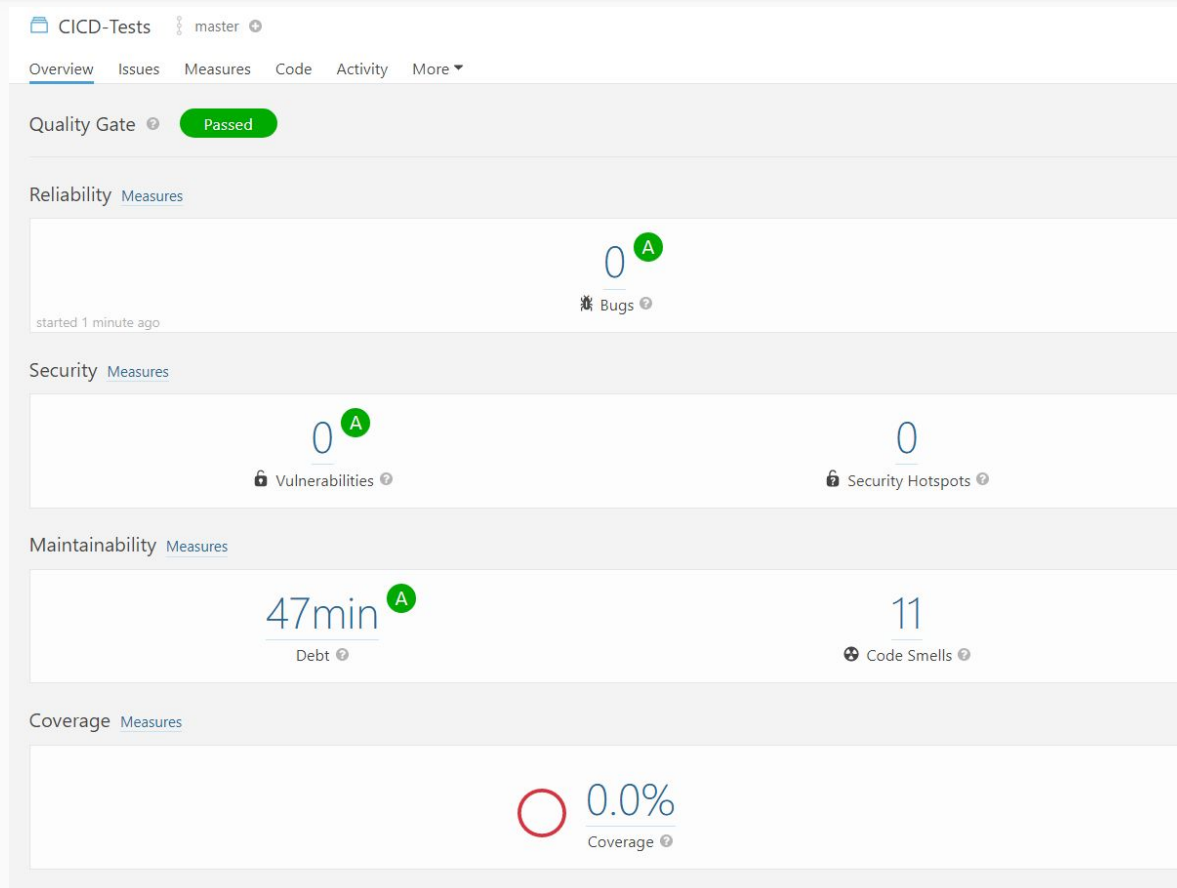 CICD-Tests master
Overview Issues Measures Code Activity More
Quality Gate ? Passed
Reliability Measures
0 A
Bugs ?
started 1 minute ago
Security Measures
0 A 0
Vulnerabilities ? Security Hotspots ?
Maintainability Measures
47min A 11
Debt ? Code Smells ?
Coverage Measures
0.0%
Coverage ?